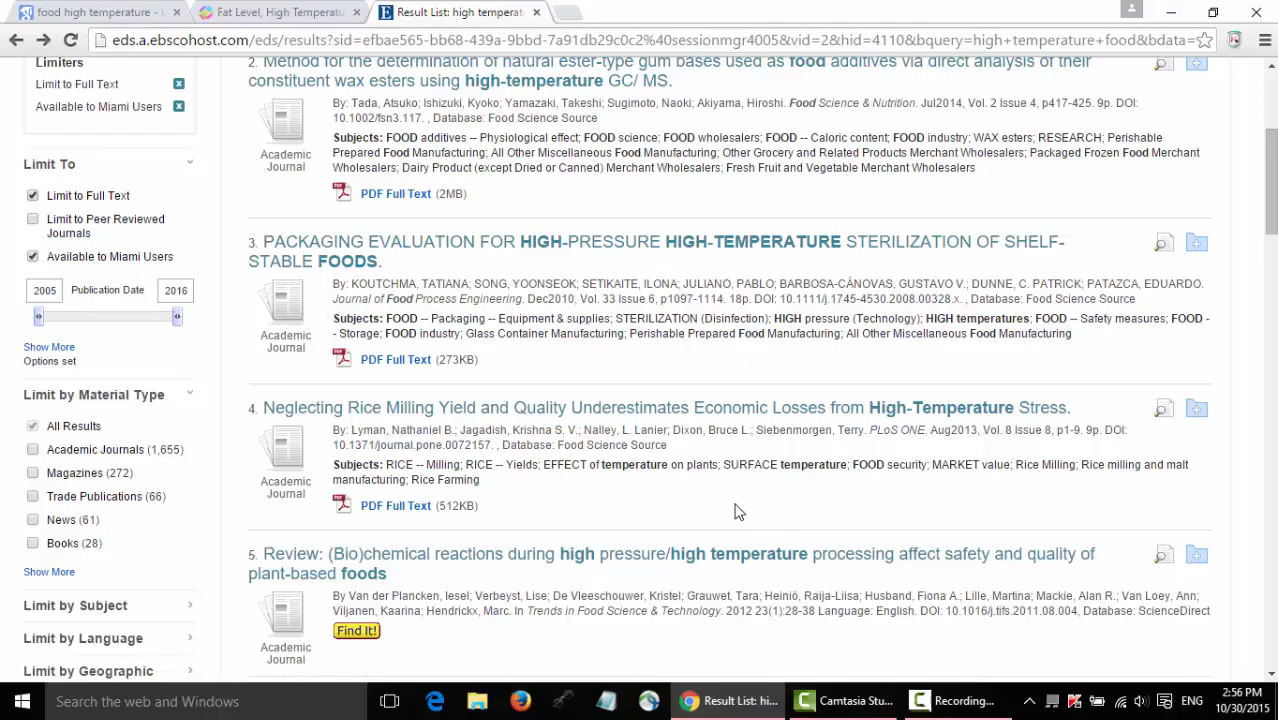 food high temperature -
Fat Level, High Temperatu
Result List: high temperat
eds.a.ebscohost.com/eds/results?sid=efbae565-bb68-439a-9bbd-7a91db29c0c2%40sessionmgr4005&vid=2&hid=4110&bquery=high+temperature+food&bdata=
Limiters
Limit to Full Text
Available to Miami Users
Limit To
Limit to Full Text
Limit to Peer Reviewed
Journals
Available to Miami Users
2005 Publication Date 2016
Show More
Options set
Limit by Material Type
All Results
Academic Journals (1,655)
Magazines (272)
Trade Publications (66)
News (61)
Books (28)
Show More
Limit by Subject
Limit by Language
Limit by Geographic
2. Method for the determination of natural ester-type gum bases used as food additives via direct analysis of their
constituent wax esters using high-temperature GC/ MS.
Academic
Journal
By: Tada, Atsuko; Ishizuki, Kyoko; Yamazaki, Takeshi; Sugimoto, Naoki; Akiyama, Hiroshi. Food Science & Nutrition. Jul2014, Vol. 2 Issue 4, p417-425. 9p. DOI:
10.1002/fsn3.117. , Database: Food Science Source
Subjects: FOOD additives -- Physiological effect; FOOD science; FOOD wholesalers; FOOD -- Caloric content; FOOD industry; WAX esters; RESEARCH; Perishable
Prepared Food Manufacturing; All Other Miscellaneous Food Manufacturing; Other Grocery and Related Products Merchant Wholesalers; Packaged Frozen Food Merchant
Wholesalers; Dairy Product (except Dried or Canned) Merchant Wholesalers; Fresh Fruit and Vegetable Merchant Wholesalers
PDF Full Text (2MB)
3. PACKAGING EVALUATION FOR HIGH-PRESSURE HIGH-TEMPERATURE STERILIZATION OF SHELF-
STABLE FOODS.
Academic
Journal
By: KOUTCHMA, TATIANA; SONG, YOONSEOK; SETIKAITE, ILONA; JULIANO, PABLO; BARBOSA-CÁNOVAS, GUSTAVO V.; DUNNE, C. PATRICK; PATAZCA, EDUARDO.
Journal of Food Process Engineering. Dec2010, Vol. 33 Issue 6, p1097-1114. 18p. DOI: 10.1111/j.1745-4530.2008.00328.x. , Database: Food Science Source
Subjects: FOOD -- Packaging -- Equipment & supplies; STERILIZATION (Disinfection); HIGH pressure (Technology); HIGH temperatures; FOOD -- Safety measures; FOOD -
- Storage; FOOD industry; Glass Container Manufacturing; Perishable Prepared Food Manufacturing; All Other Miscellaneous Food Manufacturing
PDF Full Text (273KB)
4. Neglecting Rice Milling Yield and Quality Underestimates Economic Losses from High-Temperature Stress.
Academic
Journal
By: Lyman, Nathaniel B.; Jagadish, Krishna S. V.; Nalley, L. Lanier; Dixon, Bruce L.; Siebenmorgen, Terry. PLoS ONE. Aug2013, Vol. 8 Issue 8, p1-9. 9p. DOI:
10.1371/journal.pone.0072157. , Database: Food Science Source
Subjects: RICE -- Milling; RICE -- Yields; EFFECT of temperature on plants; SURFACE temperature; FOOD security; MARKET value; Rice Milling; Rice milling and malt
manufacturing; Rice Farming
PDF Full Text (512KB)
5. Review: (Bio)chemical reactions during high pressure/high temperature processing affect safety and quality of
plant-based foods
Academic
Journal
By Van der Plancken, Iesel; Verbeyst, Lise; De Vleeschouwer, Kristel; Grauwet, Tara; Heiniö, Raija-Liisa; Husband, Fiona A.; Lille, Martina; Mackie, Alan R.; Van Loey, Ann;
Viljanen, Kaarina; Hendrickx, Marc. In Trends in Food Science & Technology. 2012 23(1):28-38 Language: English. DOI: 10.1016/j.tifs.2011.08.004, Database: ScienceDirect
Find It!
Search the web and Windows
Result List: hi...
Camtasia Stu...
Recording...
ENG
2:56 PM
10/30/2015